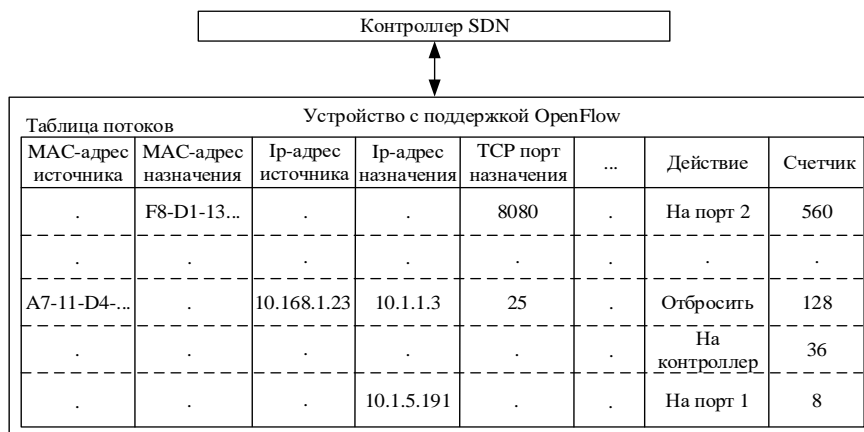 Контроллер SDN
Устройство с поддержкой OpenFlow
Таблица потоков
MAC-адрес источника MAC-адрес назначения Ip-адрес источника Ip-адрес назначения TCP порт назначения ... Действие Счетчик
. F8-D1-13... . . 8080 . На порт 2 560
. . . . . . . .
A7-11-D4-... . 10.168.1.23 10.1.1.3 25 . Отбросить 128
. . . . . . На контроллер 36
. . . 10.1.5.191 . . На порт 1 8